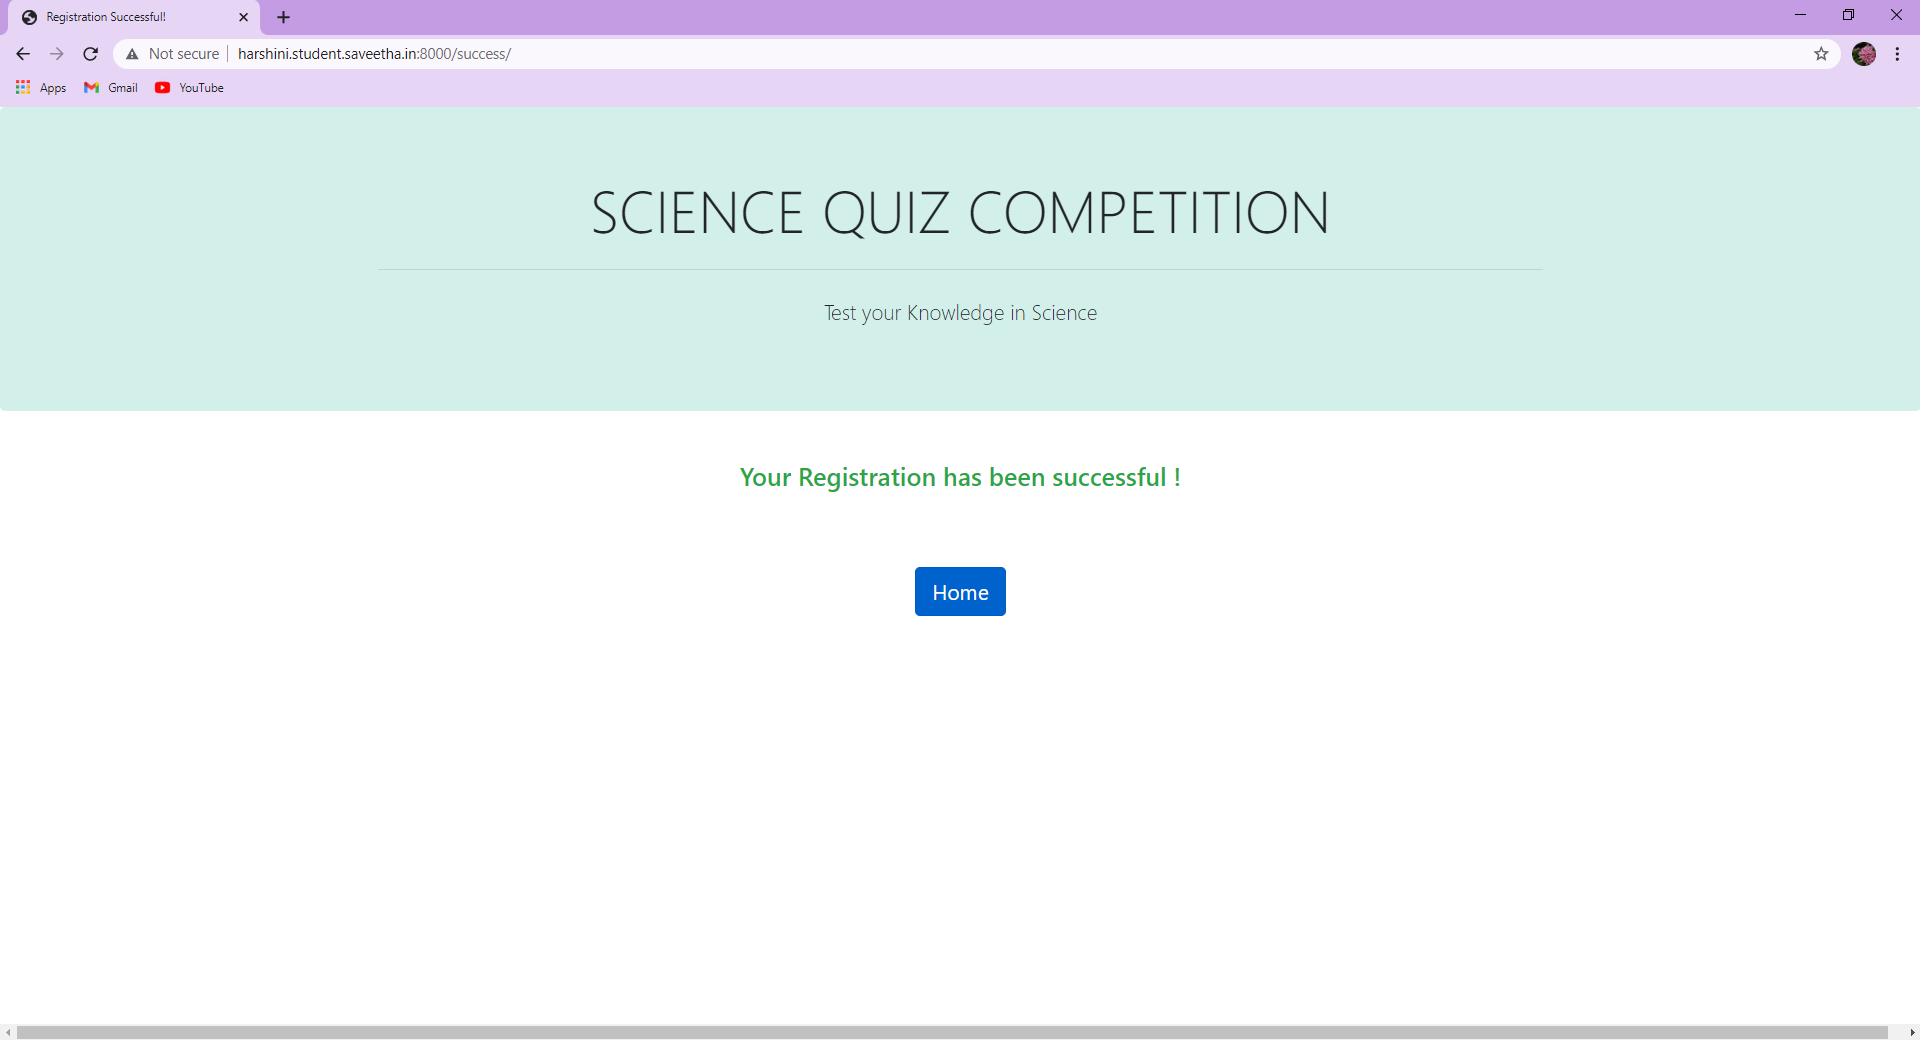 Registration Successful!
Not secure harshini.student.saveetha.in:8000/success/
Apps Gmail YouTube
SCIENCE QUIZ COMPETITION
Test your Knowledge in Science
Your Registration has been successful !
Home